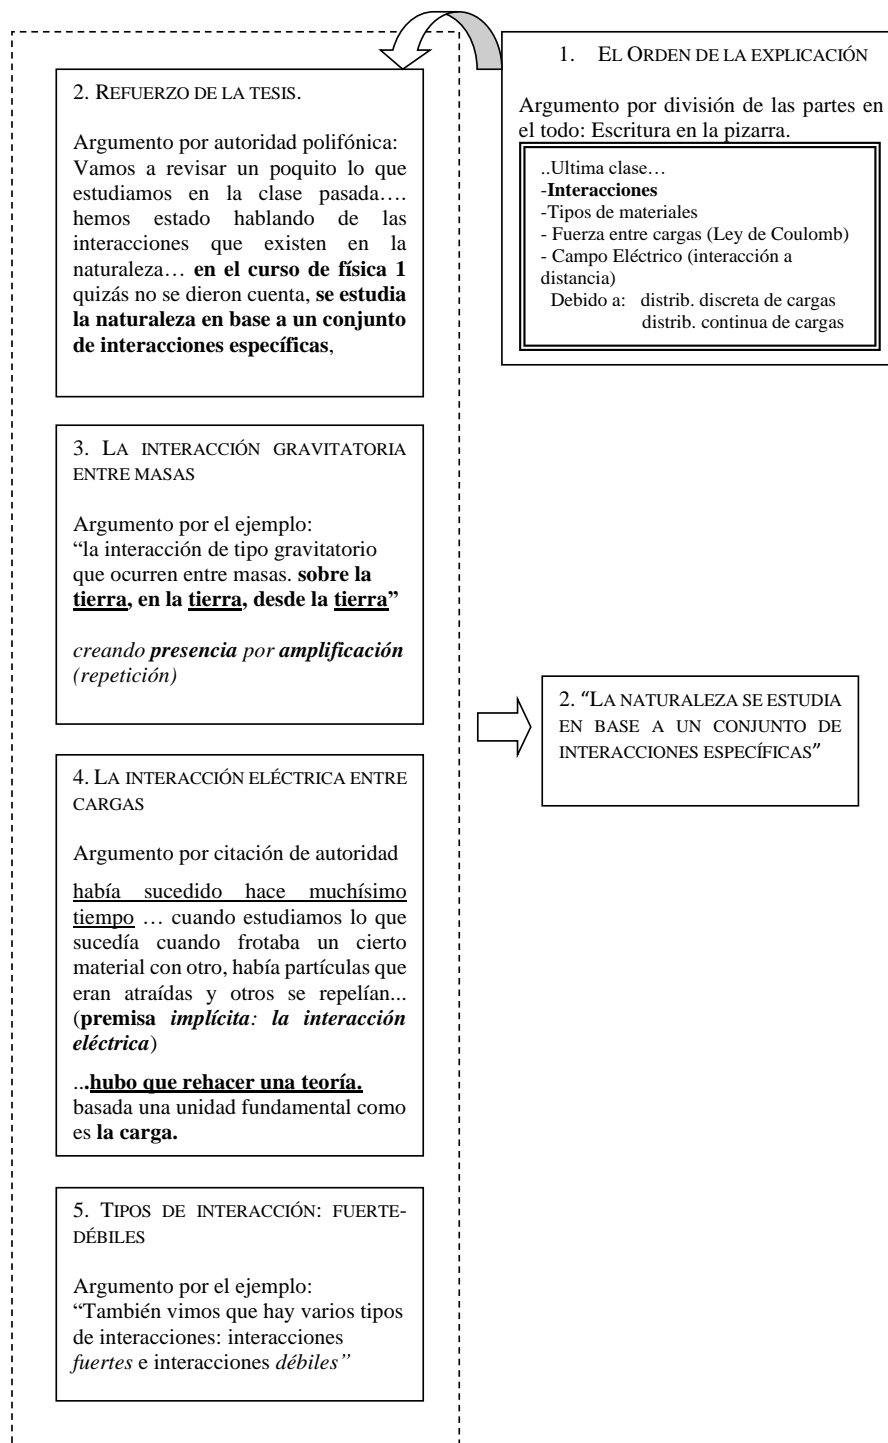 1. EL ORDEN DE LA EXPLICACIÓN
Argumento por división de las partes en
el todo: Escritura en la pizarra.
..Ultima clase…
-Interacciones
-Tipos de materiales
- Fuerza entre cargas (Ley de Coulomb)
- Campo Eléctrico (interacción a
distancia)
Debido a: distrib. discreta de cargas
distrib. continua de cargas
2. REFUERZO DE LA TESIS.
Argumento por autoridad polifónica:
Vamos a revisar un poquito lo que
estudiamos en la clase pasada….
hemos estado hablando de las
interacciones que existen en la
naturaleza… en el curso de física 1
quizás no se dieron cuenta, se estudia
la naturaleza en base a un conjunto
de interacciones específicas,
3. LA INTERACCIÓN GRAVITATORIA
ENTRE MASAS
Argumento por el ejemplo:
“la interacción de tipo gravitatorio
que ocurren entre masas. sobre la
tierra, en la tierra, desde la tierra”
creando presencia por amplificación
(repetición)
4. LA INTERACCIÓN ELÉCTRICA ENTRE
CARGAS
Argumento por citación de autoridad
había sucedido hace muchísimo
tiempo … cuando estudiamos lo que
sucedía cuando frotaba un cierto
material con otro, había partículas que
eran atraídas y otros se repelían...
(premisa implícita: la interacción
eléctrica)
...hubo que rehacer una teoría.
basada una unidad fundamental como
es la carga.
5. TIPOS DE INTERACCIÓN: FUERTE-
DÉBILES
Argumento por el ejemplo:
“También vimos que hay varios tipos
de interacciones: interacciones
fuertes e interacciones débiles”
2. “LA NATURALEZA SE ESTUDIA
EN BASE A UN CONJUNTO DE
INTERACCIONES ESPECÍFICAS”